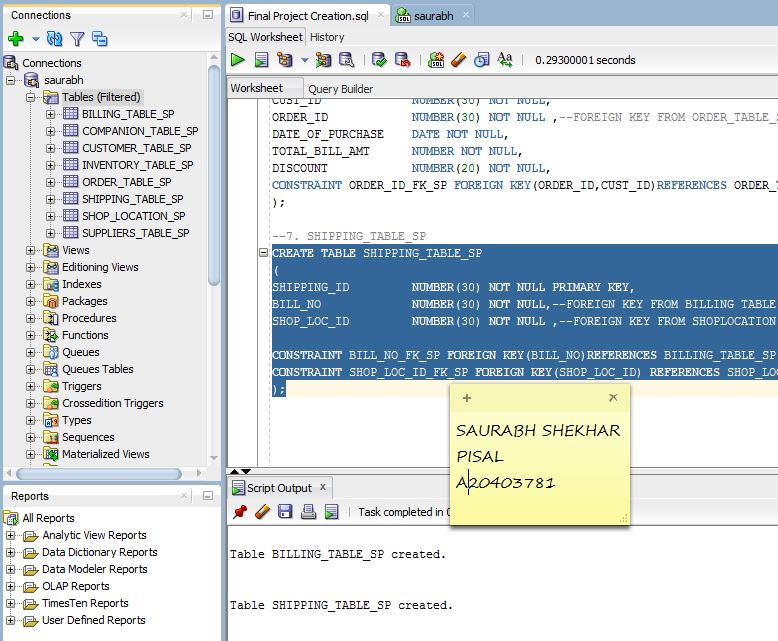 Connections
Connections
saurabh
Tables (Filtered)
BILLING_TABLE_SP
COMPANION_TABLE_SP
CUSTOMER_TABLE_SP
INVENTORY_TABLE_SP
ORDER_TABLE_SP
SHIPPING_TABLE_SP
SHOP_LOCATION_SP
SUPPLIERS_TABLE_SP
Views
Editioning Views
Indexes
Packages
Procedures
Functions
Queues
Queues Tables
Triggers
Crossedition Triggers
Types
Sequences
Materialized Views
Reports
All Reports
Analytic View Reports
Data Dictionary Reports
Data Modeler Reports
OLAP Reports
TimesTen Reports
User Defined Reports
Final Project Creation.sql
saurabh
SQL Worksheet History
0.29300001 seconds
Worksheet Query Builder
CUST_ID NUMBER(30) NOT NULL,
ORDER_ID NUMBER(30) NOT NULL ,--FOREIGN KEY FROM ORDER_TABLE_S
DATE_OF_PURCHASE DATE NOT NULL,
TOTAL_BILL_AMT NUMBER NOT NULL,
DISCOUNT NUMBER(20) NOT NULL,
CONSTRAINT ORDER_ID_FK_SP FOREIGN KEY(ORDER_ID,CUST_ID)REFERENCES ORDER_T
);
--7. SHIPPING_TABLE_SP
CREATE TABLE SHIPPING_TABLE_SP
(
SHIPPING_ID NUMBER(30) NOT NULL PRIMARY KEY,
BILL_NO NUMBER(30) NOT NULL,--FOREIGN KEY FROM BILLING TABLE
SHOP_LOC_ID NUMBER(30) NOT NULL ,--FOREIGN KEY FROM SHOPLOCATION
CONSTRAINT BILL_NO_FK_SP FOREIGN KEY(BILL_NO)REFERENCES BILLING_TABLE_SP
CONSTRAINT SHOP_LOC_ID_FK_SP FOREIGN KEY(SHOP_LOC_ID) REFERENCES SHOP_LOC
);
SAURABH SHEKHAR
PISAL
A20403781
Script Output
Task completed in 0
Table BILLING_TABLE_SP created.
Table SHIPPING_TABLE_SP created.